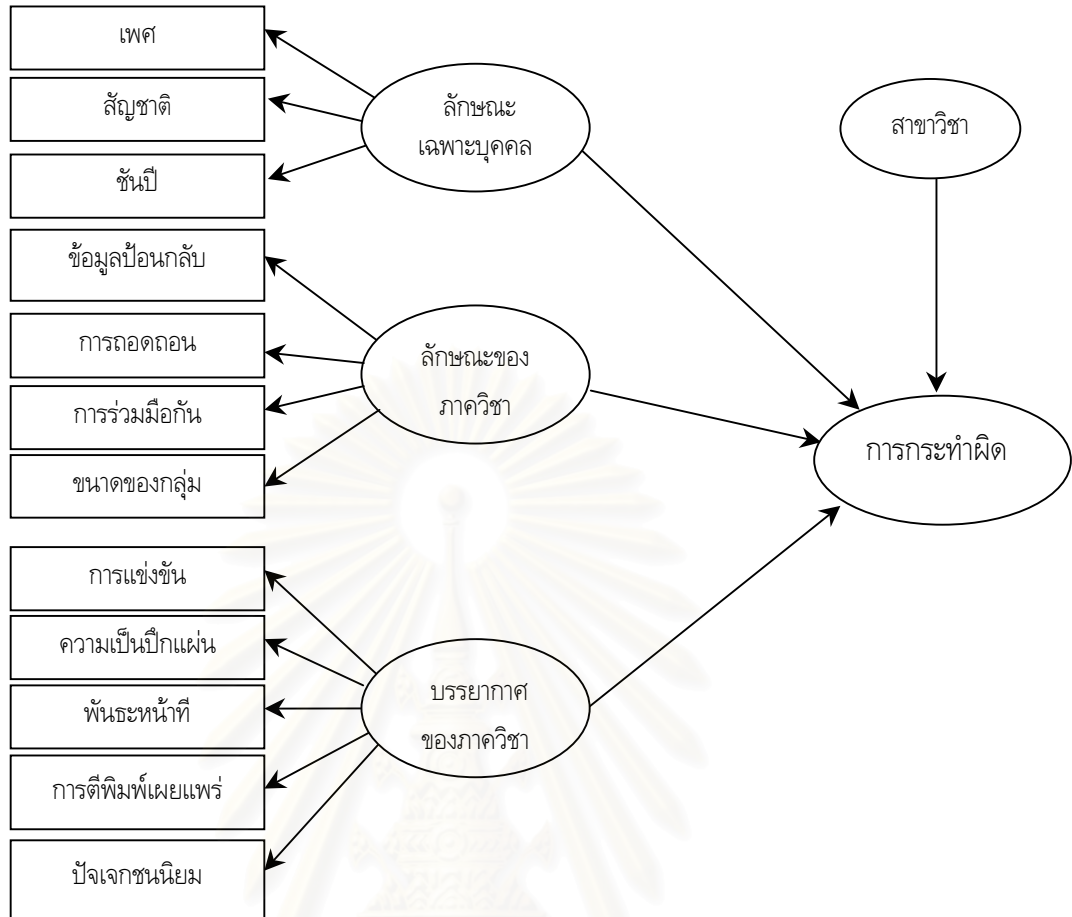 เพศ
สัญชาติ
ชันปี
ข้อมูลป้อนกลับ
การถอดถอน
การร่วมมือกัน
ขนาดของกลุ่ม
การแข่งขัน
ความเป็นปึกแผ่น
พันธะหน้าที
การตีพิมพ์เผยแพร่
ปัจเจกชนนิยม
ลักษณะ
เฉพาะบุคคล
ลักษณะของ
ภาควิชา
บรรยากาศ
ของภาควิชา
สาขาวิชา
การกระทำผิด